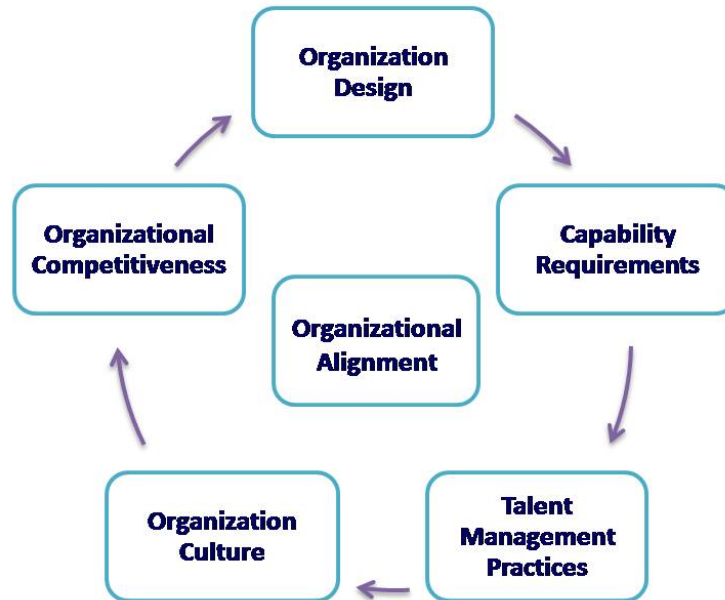 Organization
Design
Capability
Requirements
Talent
Management
Practices
Organization
Culture
Organizational
Competitiveness
Organizational
Alignment